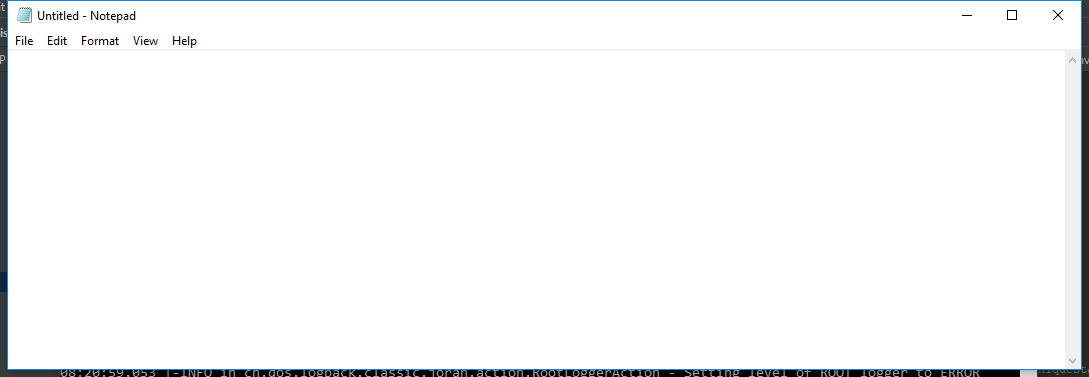 Untitled - Notepad
File Edit Format View Help
08:20:59.053 |-INFO in ch.qos.logback.classic.joran.action.RootLoggerAction - Setting level of ROOT logger to ERROR